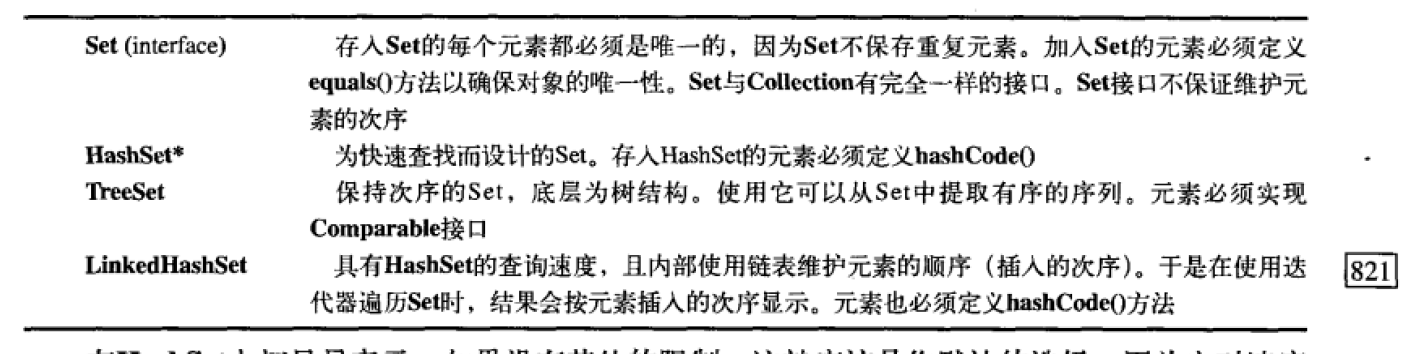 Set (interface) 存入Set的每个元素都必须是唯一的，因为Set不保存重复元素。加入Set的元素必须定义
equals()方法以确保对象的唯一性。Set与Collection有完全一样的接口。Set接口不保证维护元
素的次序
HashSet* 为快速查找而设计的Set。存入HashSet的元素必须定义hashCode()
TreeSet 保持次序的Set，底层为树结构。使用它可以从Set中提取有序的序列。元素必须实现
Comparable接口
LinkedHashSet 具有HashSet的查询速度，且内部使用链表维护元素的顺序（插入的次序）。于是在使用迭
代器遍历Set时，结果会按元素插入的次序显示。元素也必须定义hashCode()方法
821